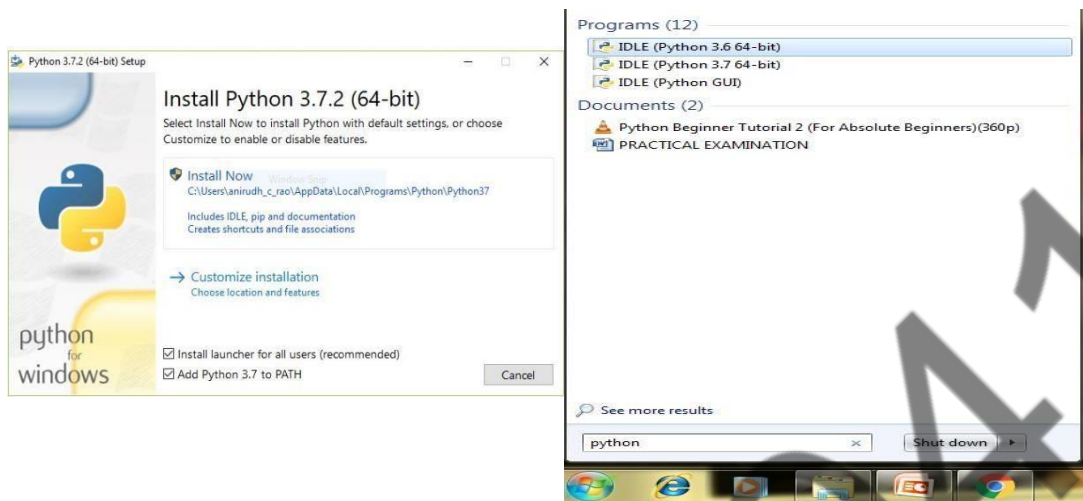 Python 3.7.2 (64-bit) Setup
Install Python 3.7.2 (64-bit)
Select Install Now to install Python with default settings, or choose
Customize to enable or disable features.
Install Now
Window Snip
C:\Users\anirudh_c_rao\AppData\Local\Programs\Python\Python37
Includes IDLE, pip and documentation
Creates shortcuts and file associations
Customize installation
Choose location and features
python
for
windows
Install launcher for all users (recommended)
Add Python 3.7 to PATH
Cancel
Programs (12)
IDLE (Python 3.6 64-bit)
IDLE (Python 3.7 64-bit)
IDLE (Python GUI)
Documents (2)
Python Beginner Tutorial 2 (For Absolute Beginners)(360p)
PRACTICAL EXAMINATION
See more results
python
Shut down